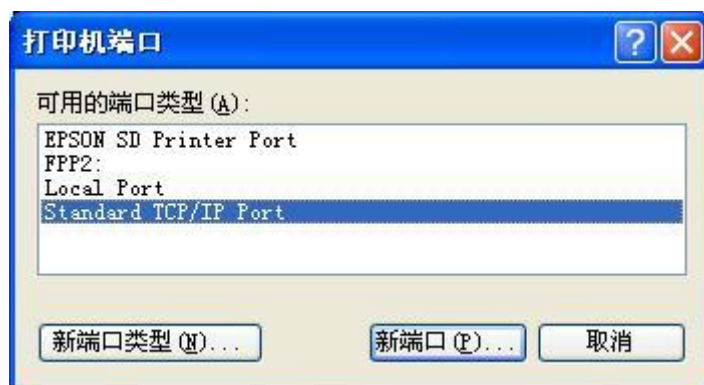 打印机端口
可用的端口类型(A):
EPSON SD Printer Port
FPP2:
Local Port
Standard TCP/IP Port
新端口类型(N)... 新端口(P)... 取消